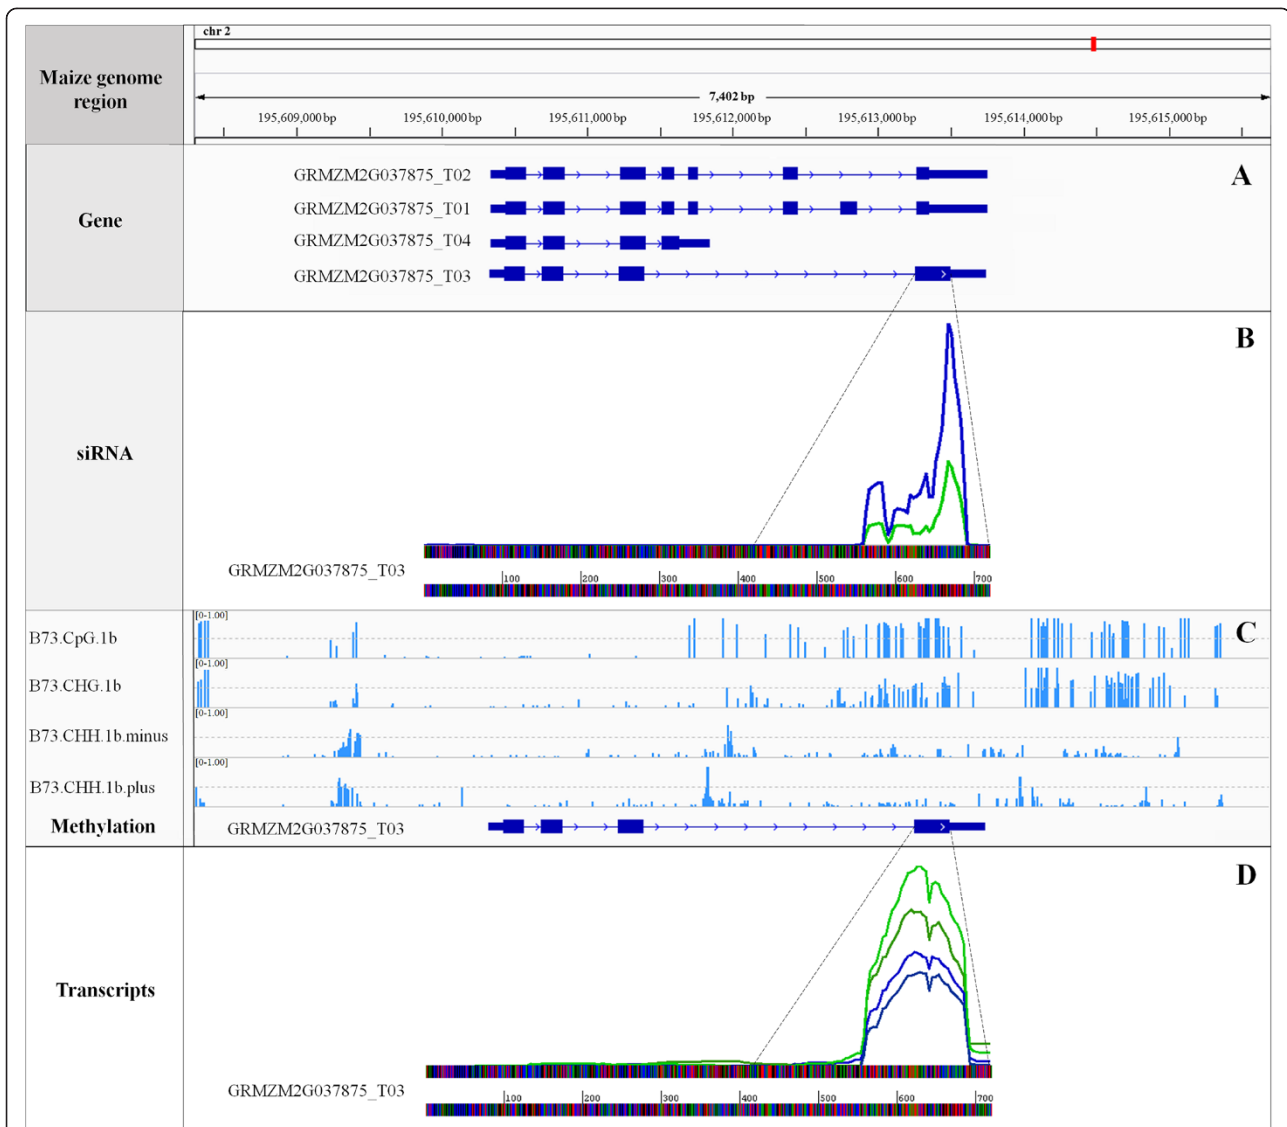 chr 2
Maize genome
region
7,402 bp
195,609,000 bp 195,610,000 bp 195,611,000 bp 195,612,000 bp 195,613,000 bp 195,614,000 bp 195,615,000 bp
Gene
A
GRMZM2G037875_T02
GRMZM2G037875_T01
GRMZM2G037875_T04
GRMZM2G037875_T03
siRNA
B
GRMZM2G037875_T03
100 200 300 400 500 600 700
C
[0-1.00]
B73.CpG.1b
[0-1.00]
B73.CHG.1b
[0-1.00]
B73.CHH.1b.minus
[0-1.00]
B73.CHH.1b.plus
Methylation
GRMZM2G037875_T03
Transcripts
D
GRMZM2G037875_T03
100 200 300 400 500 600 700